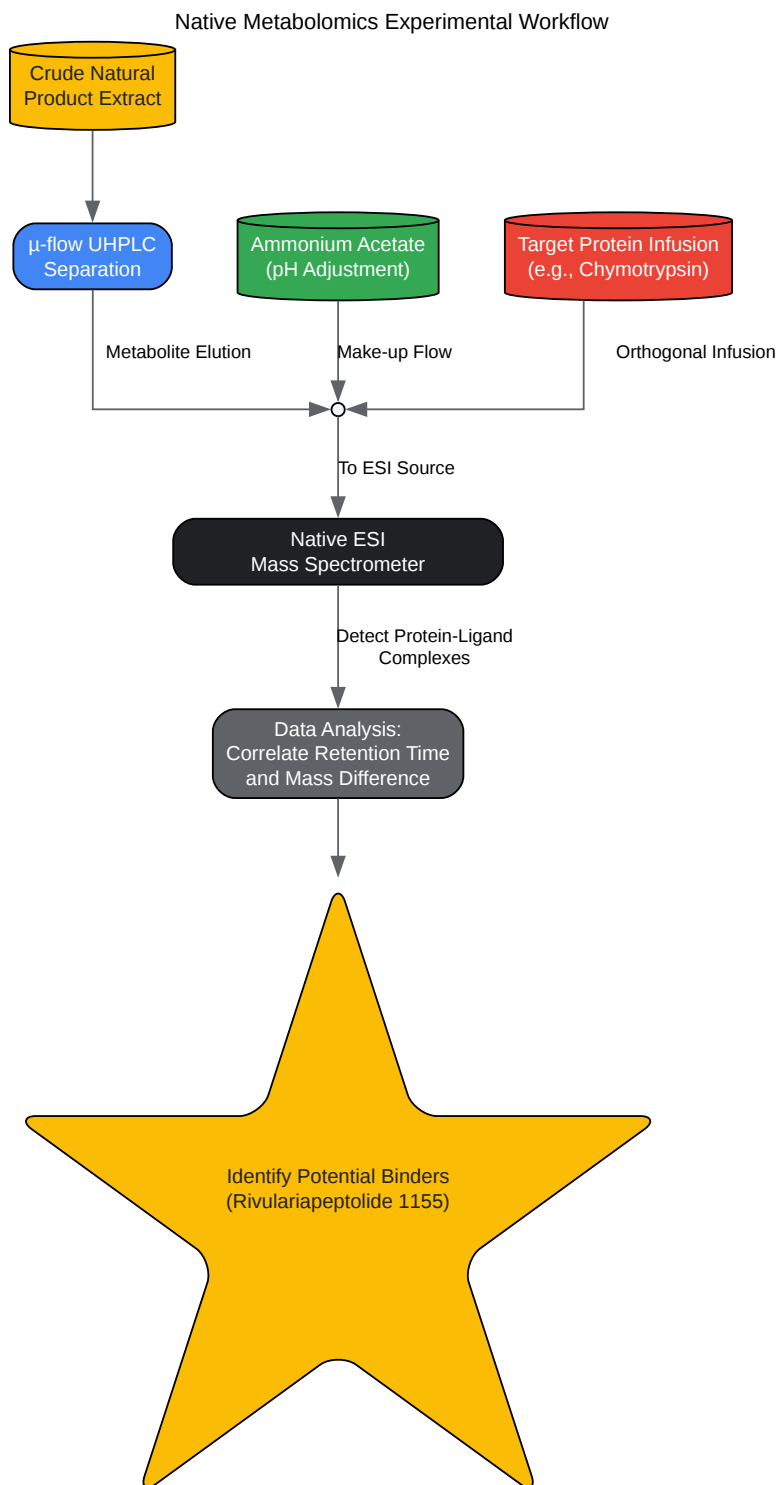 Native Metabolomics Experimental Workflow
Crude Natural
Product Extract
µ-flow UHPLC
Separation
Ammonium Acetate
(pH Adjustment)
Target Protein Infusion
(e.g., Chymotrypsin)
Metabolite Elution
Make-up Flow
Orthogonal Infusion
To ESI Source
Native ESI
Mass Spectrometer
Detect Protein-Ligand
Complexes
Data Analysis:
Correlate Retention Time
and Mass Difference
Identify Potential Binders
(Rivulariapeptolide 1155)